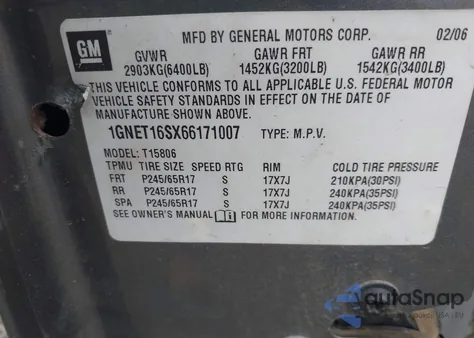 GM
MFD BY GENERAL MOTORS CORP. 02/06
GVWR GAWR FRT GAWR RR
2903KG(6400LB) 1452KG(3200LB) 1542KG(3400LB)
THIS VEHICLE CONFORMS TO ALL APPLICABLE U.S. FEDERAL MOTOR
VEHICLE SAFETY STANDARDS IN EFFECT ON THE DATE OF
MANUFACTURE SHOWN ABOVE.
1GNET16SX66171007 TYPE: M.P.V.
MODEL: T15806
TPMU TIRE SIZE SPEED RTG RIM COLD TIRE PRESSURE
FRT P245/65R17 S 17X7J 210KPA(30PSI)
RR P245/65R17 S 17X7J 240KPA(35PSI)
SPA P245/65R17 S 17X7J 240KPA(35PSI)
SEE OWNER'S MANUAL FOR MORE INFORMATION.
autaSnap